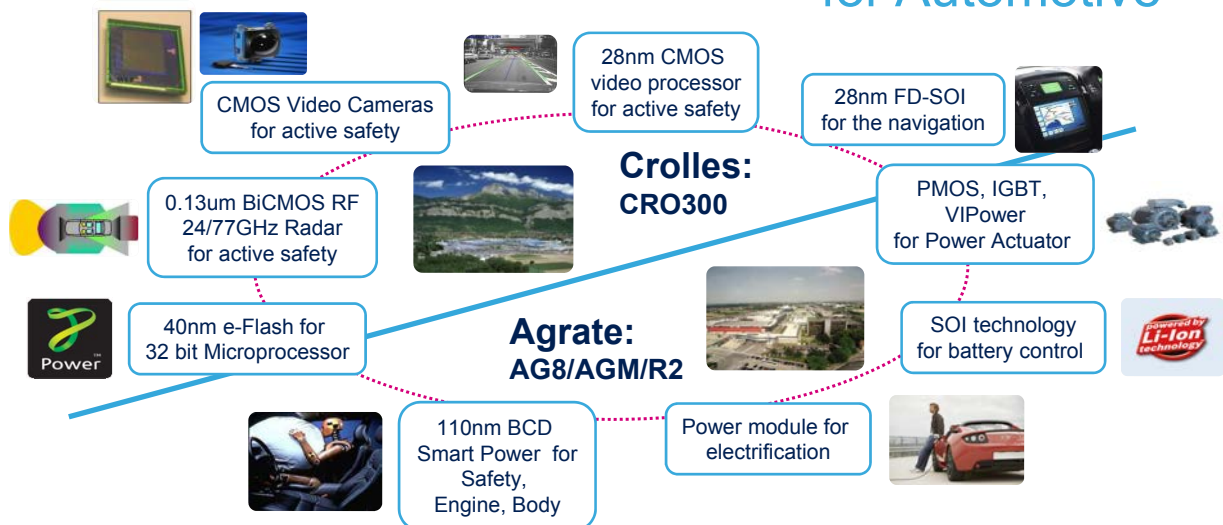 for Automotive
CMOS Video Cameras
for active safety
28nm CMOS
video processor
for active safety
28nm FD-SOI
for the navigation
Crolles:
CRO300
0.13um BiCMOS RF
24/77GHz Radar
for active safety
PMOS, IGBT,
VIPower
for Power Actuator
40nm e-Flash for
32 bit Microprocessor
Power™
Agrate:
AG8/AGM/R2
SOI technology
for battery control
powered by
Li-Ion
technology
110nm BCD
Smart Power for
Safety,
Engine, Body
Power module for
electrification